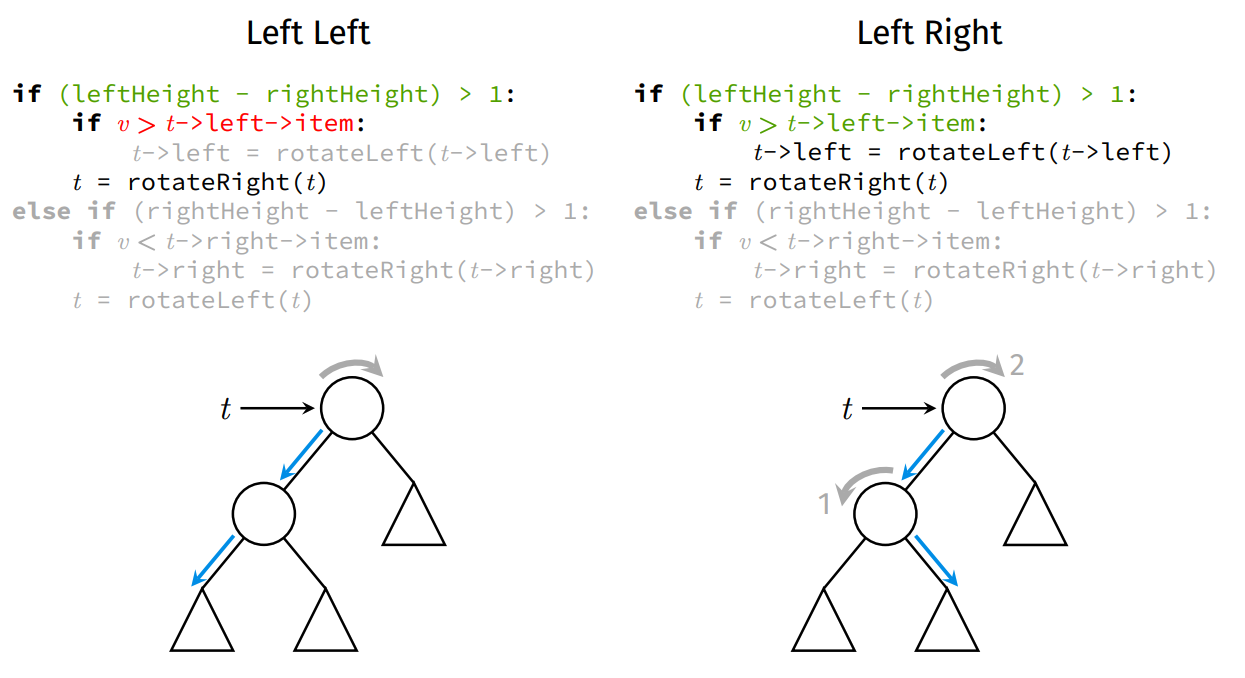 Left Left
if (leftHeight - rightHeight) > 1:
if v > t->left->item:
t->left = rotateLeft(t->left)
t = rotateRight(t)
else if (rightHeight - leftHeight) > 1:
if v < t->right->item:
t->right = rotateRight(t->right)
t = rotateLeft(t)
t
Left Right
if (leftHeight - rightHeight) > 1:
if v > t->left->item:
t->left = rotateLeft(t->left)
t = rotateRight(t)
else if (rightHeight - leftHeight) > 1:
if v < t->right->item:
t->right = rotateRight(t->right)
t = rotateLeft(t)
2
t
1